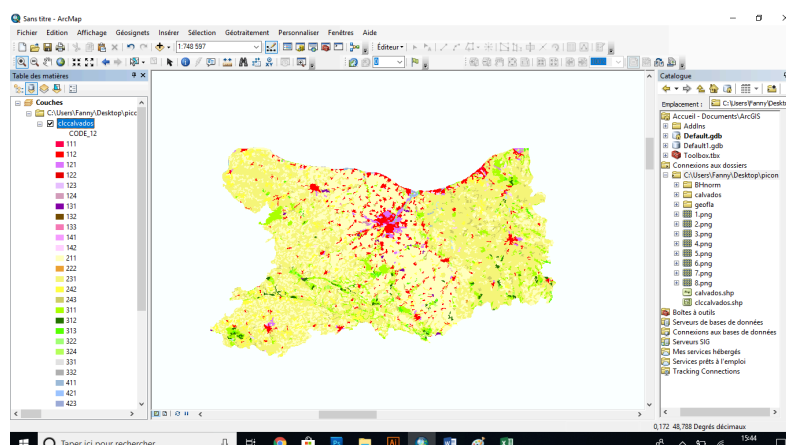 Sans titre - ArcMap
Fichier Edition Affichage Géosignets Insérer Sélection Géotraitement Personnaliser Fenêtres Aide
1:748 597
Éditeur
Table des matières
Couches
C:\Users\Fanny\Desktop\picc
clccalvados
CODE_12
111
112
121
122
123
124
131
132
133
141
142
211
222
231
242
243
311
312
313
322
324
331
332
411
421
423
Catalogue
Emplacement : C:\Users\Fanny\Deskt
Accueil - Documents\ArcGIS
AddIns
Default.gdb
Default1.gdb
Toolbox.tbx
Connexions aux dossiers
C:\Users\Fanny\Desktop\picon
BHnorm
calvados
geofla
1.png
2.png
3.png
4.png
5.png
6.png
7.png
8.png
calvados.shp
clccalvados.shp
Boîtes à outils
Serveurs de bases de données
Connexions aux bases de données
Serveurs SIG
Mes services hébergés
Services prêts à l'emploi
Tracking Connections
0,172 48,788 Degrés décimaux
Taper ici pour rechercher
15:44